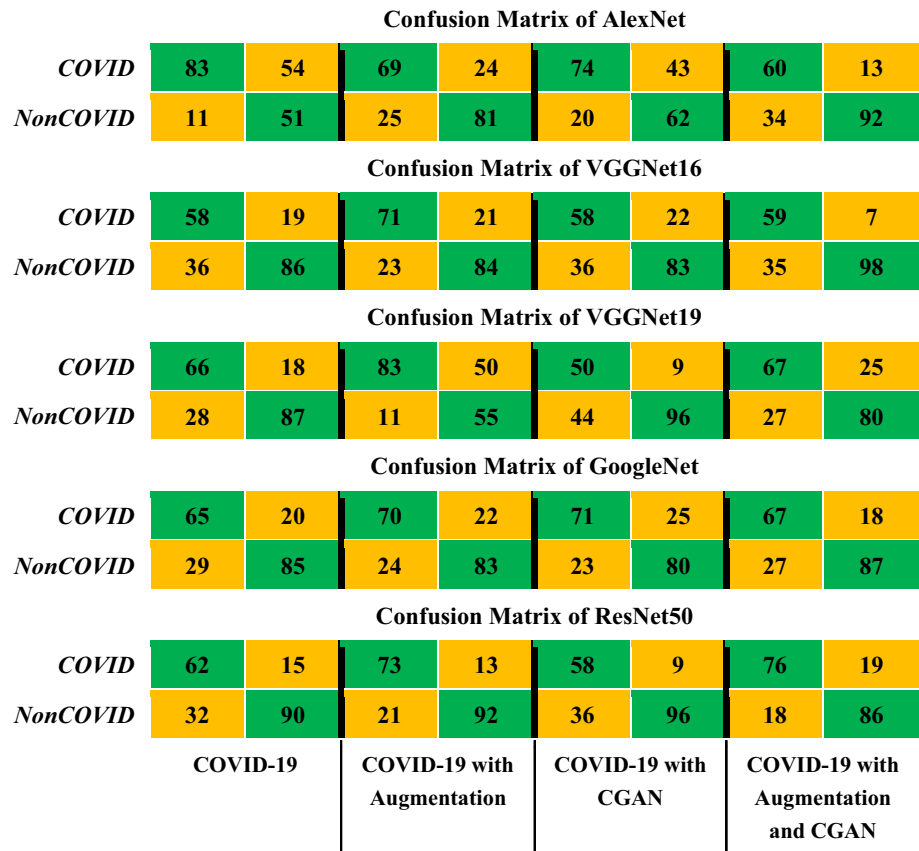 Confusion Matrix of AlexNet
COVID 83 54 69 24 74 43 60 13
NonCOVID 11 51 25 81 20 62 34 92
Confusion Matrix of VGGNet16
COVID 58 19 71 21 58 22 59 7
NonCOVID 36 86 23 84 36 83 35 98
Confusion Matrix of VGGNet19
COVID 66 18 83 50 50 9 67 25
NonCOVID 28 87 11 55 44 96 27 80
Confusion Matrix of GoogleNet
COVID 65 20 70 22 71 25 67 18
NonCOVID 29 85 24 83 23 80 27 87
Confusion Matrix of ResNet50
COVID 62 15 73 13 58 9 76 19
NonCOVID 32 90 21 92 36 96 18 86
COVID-19 COVID-19 with COVID-19 with COVID-19 with
Augmentation CGAN Augmentation
and CGAN